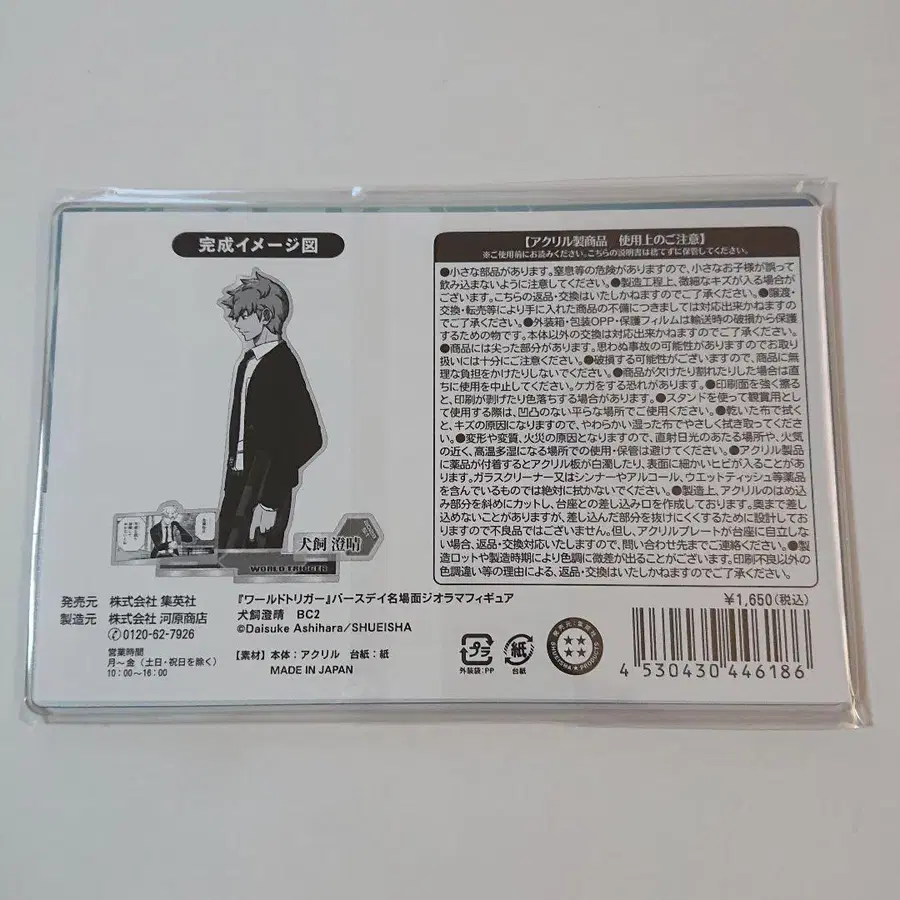 完成イメージ図
犬飼 澄晴
WORLD TRIGGER
【アクリル製商品 使用上のご注意】
※ご使用前にお読みください。こちらの説明書は捨てずに保管してください。
●小さな部品があります。窒息等の危険がありますので、小さなお子様が誤って
飲み込まないように注意してください。●製造工程上、微細なキズが入る場合が
ございます。こちらの返品・交換はいたしかねますのでご了承ください。●譲渡・
交換・転売等により手に入れた商品の不備につきましては対応出来かねますの
でご了承ください。●外装箱・包装OPP・保護フィルムは輸送時の破損から保護
するための物です。本体以外の交換は対応出来かねますのでご了承ください。
●商品には尖った部分があります。思わぬ事故の可能性がありますのでお取り
扱いには十分にご注意ください。●破損する可能性がございますので、商品に無
理な負担をかけたりしないでください。●商品が欠けたり割れたりした場合は直
ちに使用を中止してください。ケガをする恐れがあります。●印刷面を強く擦る
と、印刷が剥げたり色落ちする場合があります。●スタンドを使って観賞用とし
て使用する際は、凹凸のない平らな場所でご使用ください。●乾いた布で拭く
と、キズの原因になりますので、やわらかい湿った布でやさしく拭き取ってくださ
い。●変形や変質、火災の原因となりますので、直射日光のあたる場所や、火気
の近く、高温多湿になる場所での使用・保管は避けてください。●アクリル製品
に薬品が付着するとアクリル板が白濁したり、表面に細かいヒビが入ることがあ
ります。ガラスクリーナー又はシンナーやアルコール、ウエットティッシュ等薬品
を含んでいるものでは絶対に拭かないでください。●製造上、アクリルのはめ込
み部分を斜めにカットし、台座との差し込み口を作成しております。奥まで差し
込めないことがありますが、差し込んだ部分を抜けにくくするために設計してお
りますので不良品ではございません。但し、アクリルプレートが台座に自立しな
い場合、返品・交換対応いたしますので、問い合わせ先までご連絡ください。●製
造ロットや製造時期により色調に微差が出ることがございます。印刷不良以外の
色調違い等の理由による、返品・交換はいたしかねますのでご了承ください。
発売元 株式会社 集英社
製造元 株式会社 河原商店
0120-62-7926
営業時間
月～金（土日・祝日を除く）
10：00～16：00
『ワールドトリガー』バースデイ名場面ジオラマフィギュア
犬飼澄晴 BC2
©Daisuke Ashihara/SHUEISHA
【素材】本体：アクリル 台紙：紙
MADE IN JAPAN
プラ
外装袋：PP
紙
台紙
発売元：集英社
SHUEISHA PRODUCTS
¥1,650(税込)
4 530430 446186